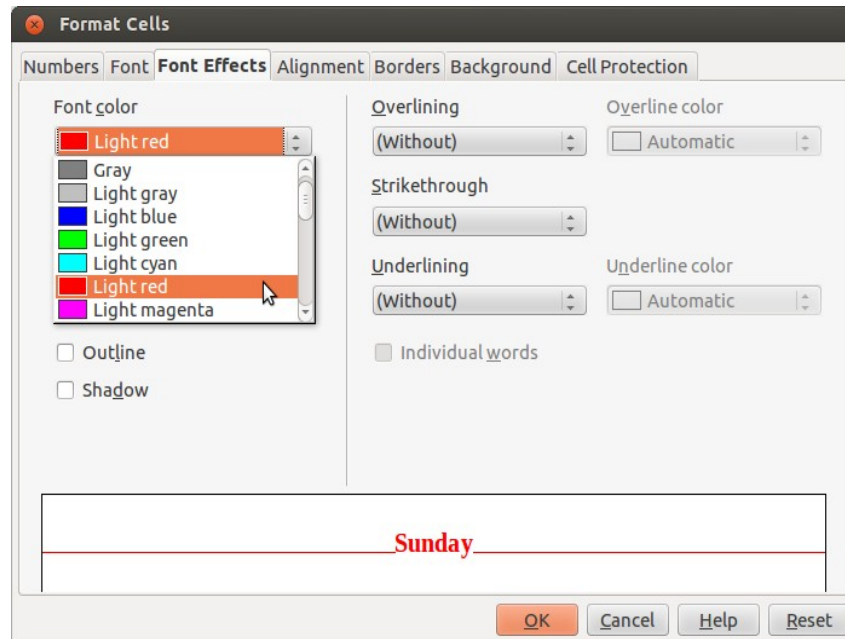 Format Cells
Numbers Font Font Effects Alignment Borders Background Cell Protection
Font color
Light red
Gray
Light gray
Light blue
Light green
Light cyan
Light red
Light magenta
Outline
Shadow
Overlining
(Without)
Overline color
Automatic
Strikethrough
(Without)
Underlining
(Without)
Underline color
Automatic
Individual words
Sunday
OK Cancel Help Reset